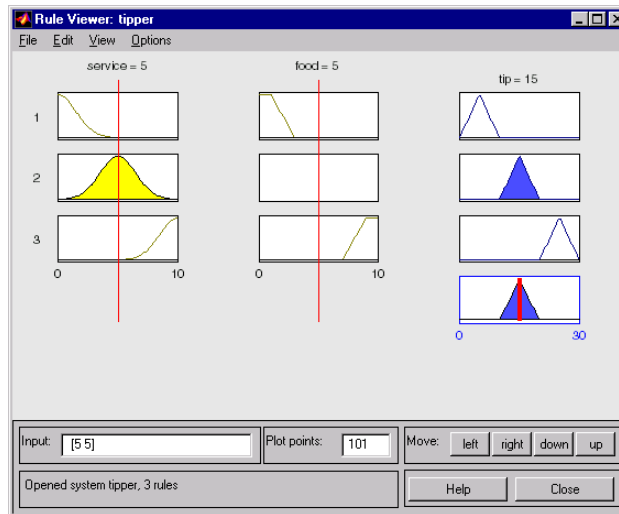 Rule Viewer: tipper
File Edit View Options
service = 5
food = 5
tip = 15
1
2
3
0 10
0 10
0 30
Input: [5 5]
Plot points: 101
Move: left right down up
Opened system tipper, 3 rules
Help Close